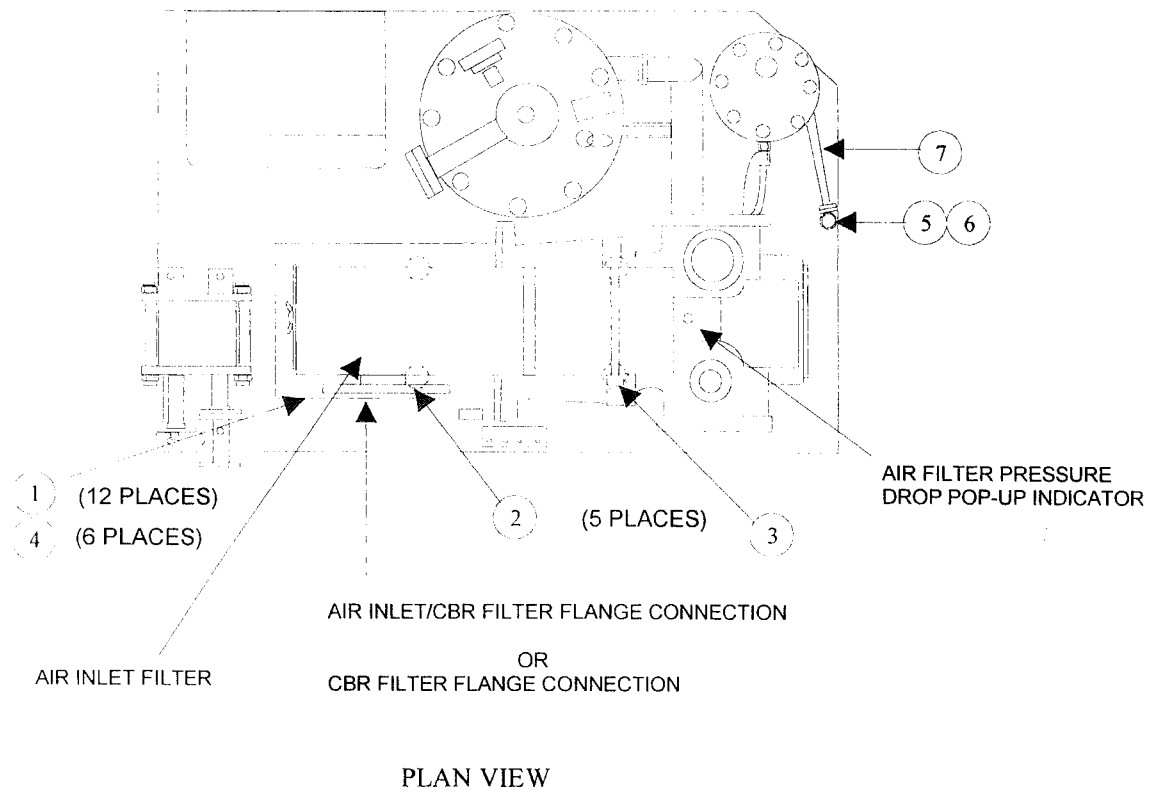 7
5 6
AIR FILTER PRESSURE
DROP POP-UP INDICATOR
1 (12 PLACES)
4 (6 PLACES)
2 (5 PLACES)
3
AIR INLET/CBR FILTER FLANGE CONNECTION
OR
CBR FILTER FLANGE CONNECTION
AIR INLET FILTER
PLAN VIEW